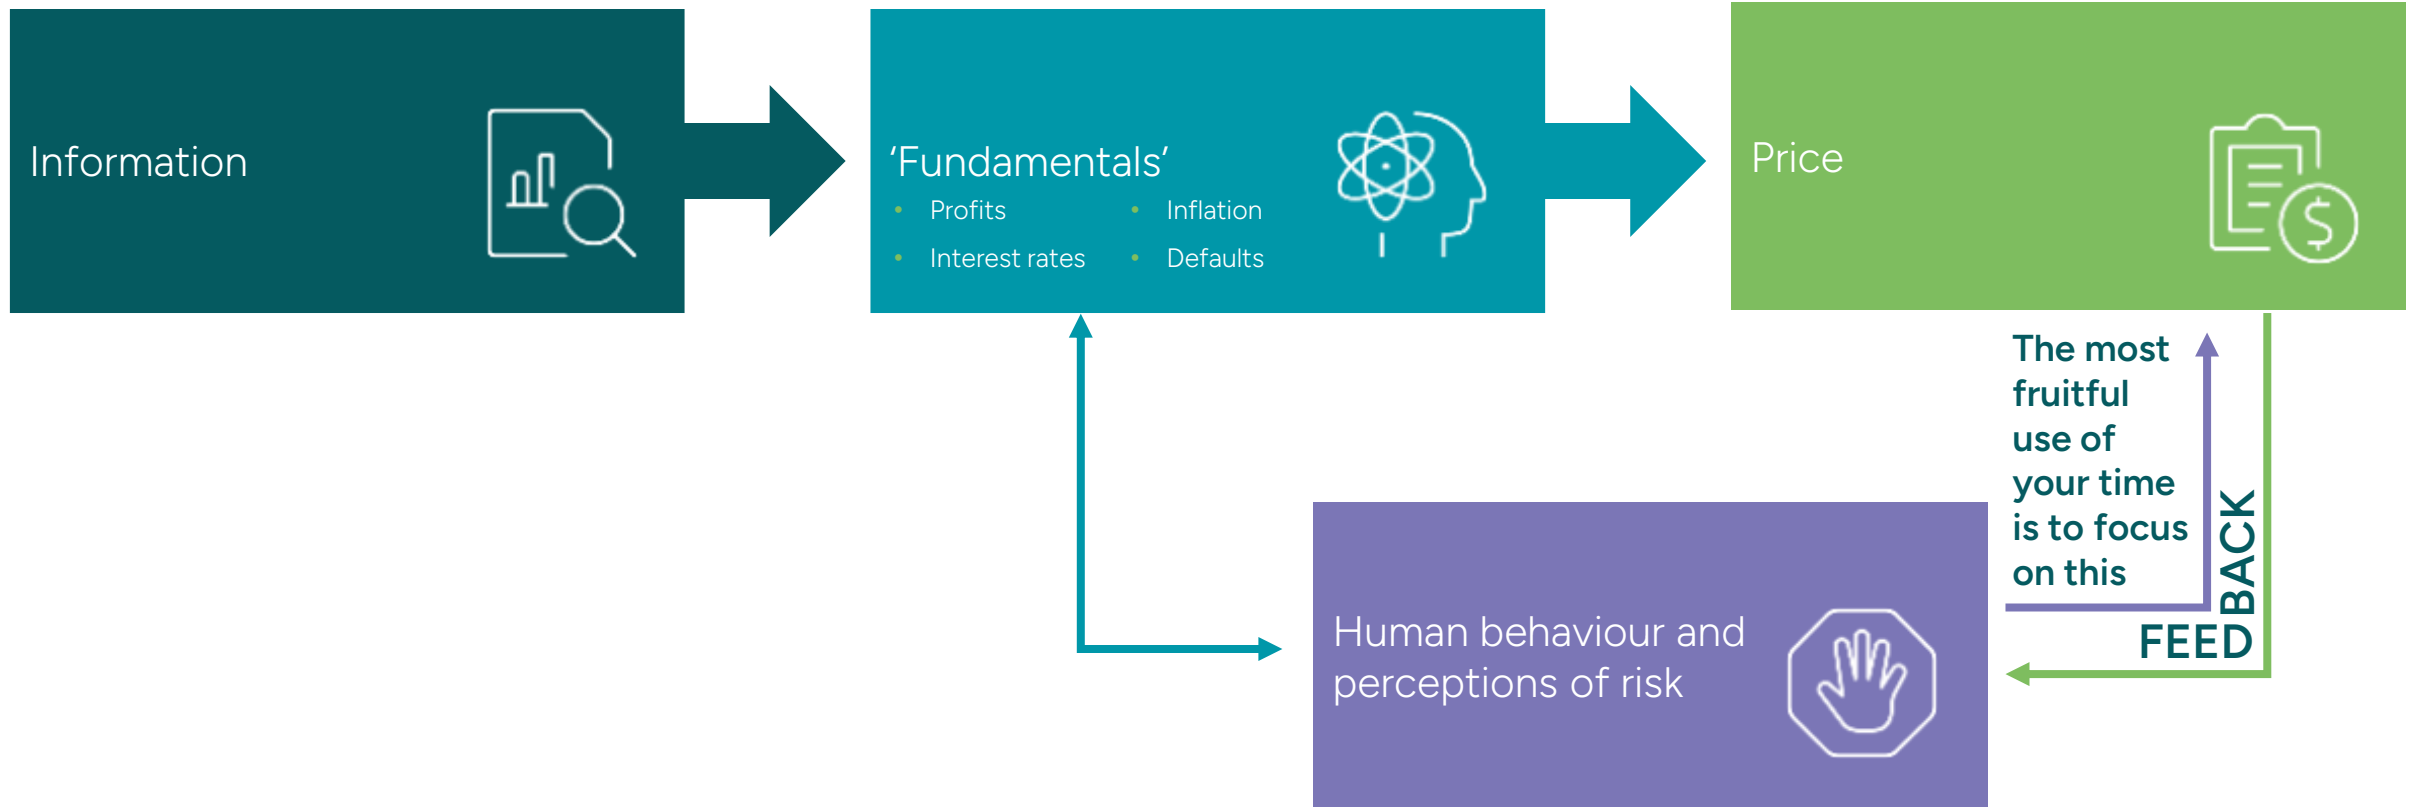 Information
‘Fundamentals’
• Profits
• Interest rates
• Inflation
• Defaults
Price
$
The most
fruitful
use of
your time
is to focus
on this
FEED
BACK
Human behaviour and
perceptions of risk